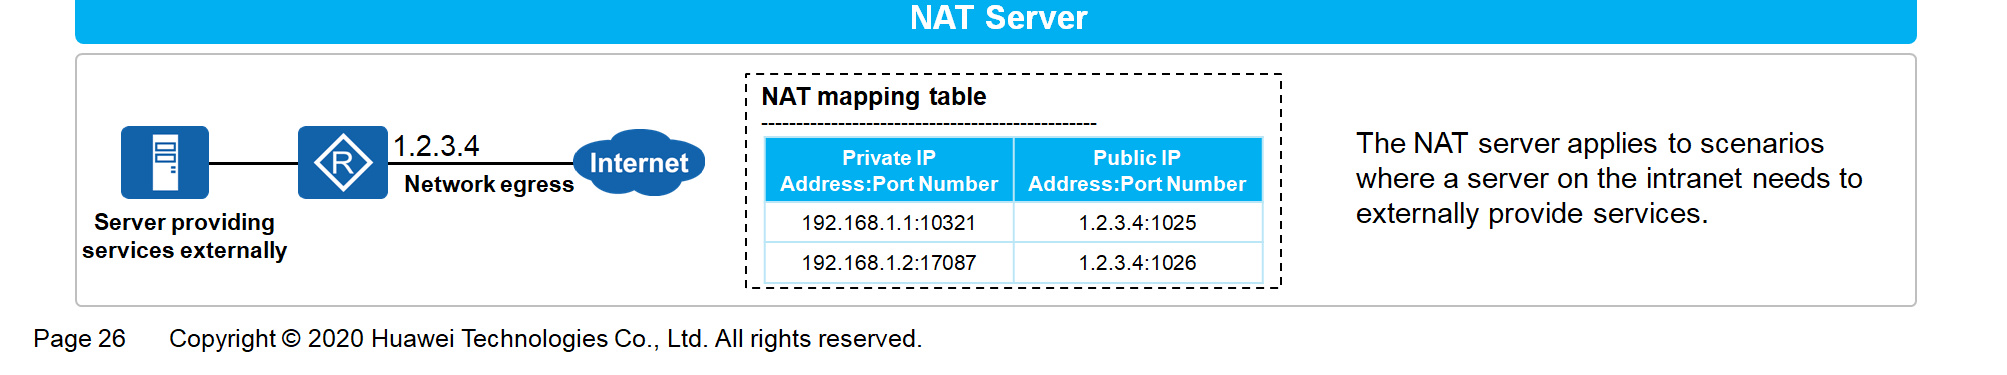 NAT Server
R
1.2.3.4
Internet
Network egress
Server providing
services externally
NAT mapping table
Private IP
Address:Port Number
Public IP
Address:Port Number
192.168.1.1:10321
1.2.3.4:1025
192.168.1.2:17087
1.2.3.4:1026
The NAT server applies to scenarios
where a server on the intranet needs to
externally provide services.
Page 26
Copyright © 2020 Huawei Technologies Co., Ltd. All rights reserved.